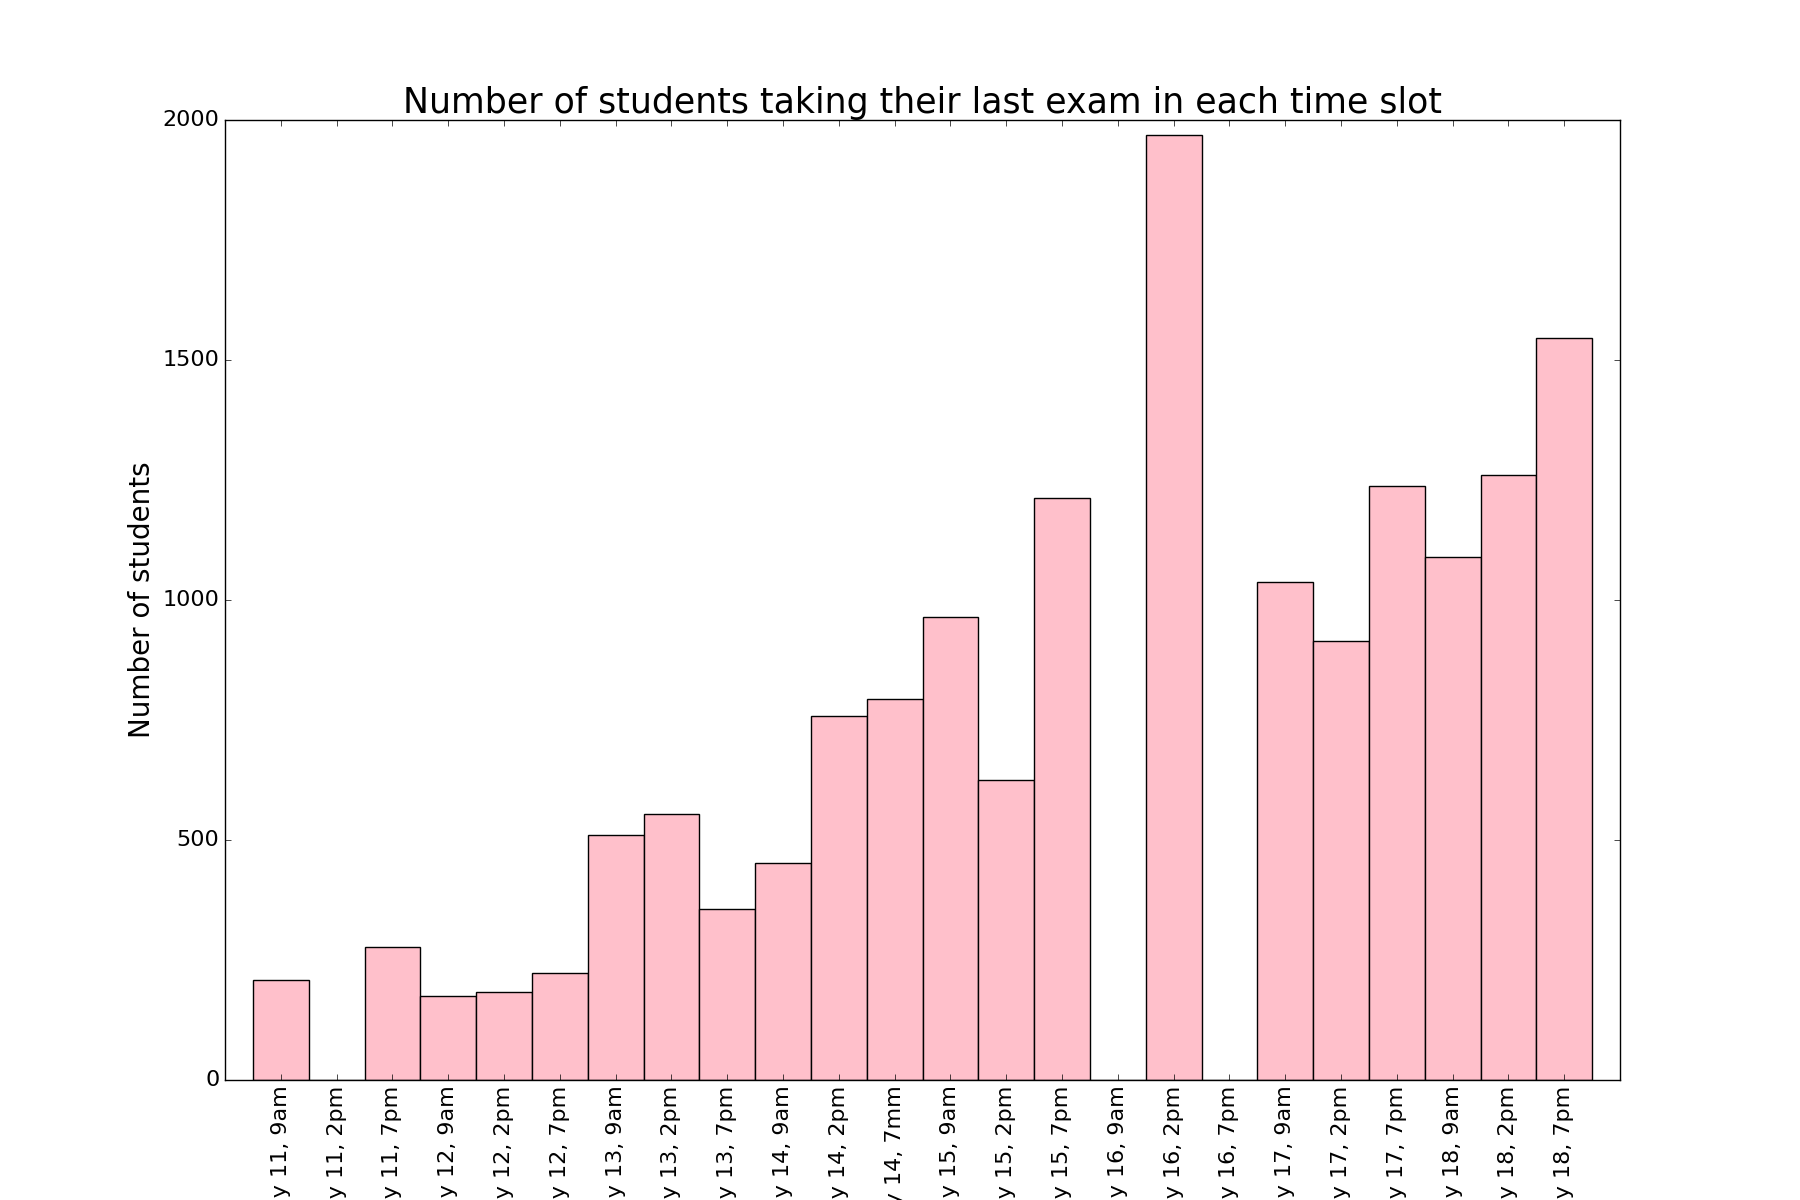 Number of students taking their last exam in each time slot
Number of students
2000
1500
1000
500
0
y 11, 9am
y 11, 2pm
y 11, 7pm
y 12, 9am
y 12, 2pm
y 12, 7pm
y 13, 9am
y 13, 2pm
y 13, 7pm
y 14, 9am
y 14, 2pm
y 14, 7mm
y 15, 9am
y 15, 2pm
y 15, 7pm
y 16, 9am
y 16, 2pm
y 16, 7pm
y 17, 9am
y 17, 2pm
y 17, 7pm
y 18, 9am
y 18, 2pm
y 18, 7pm